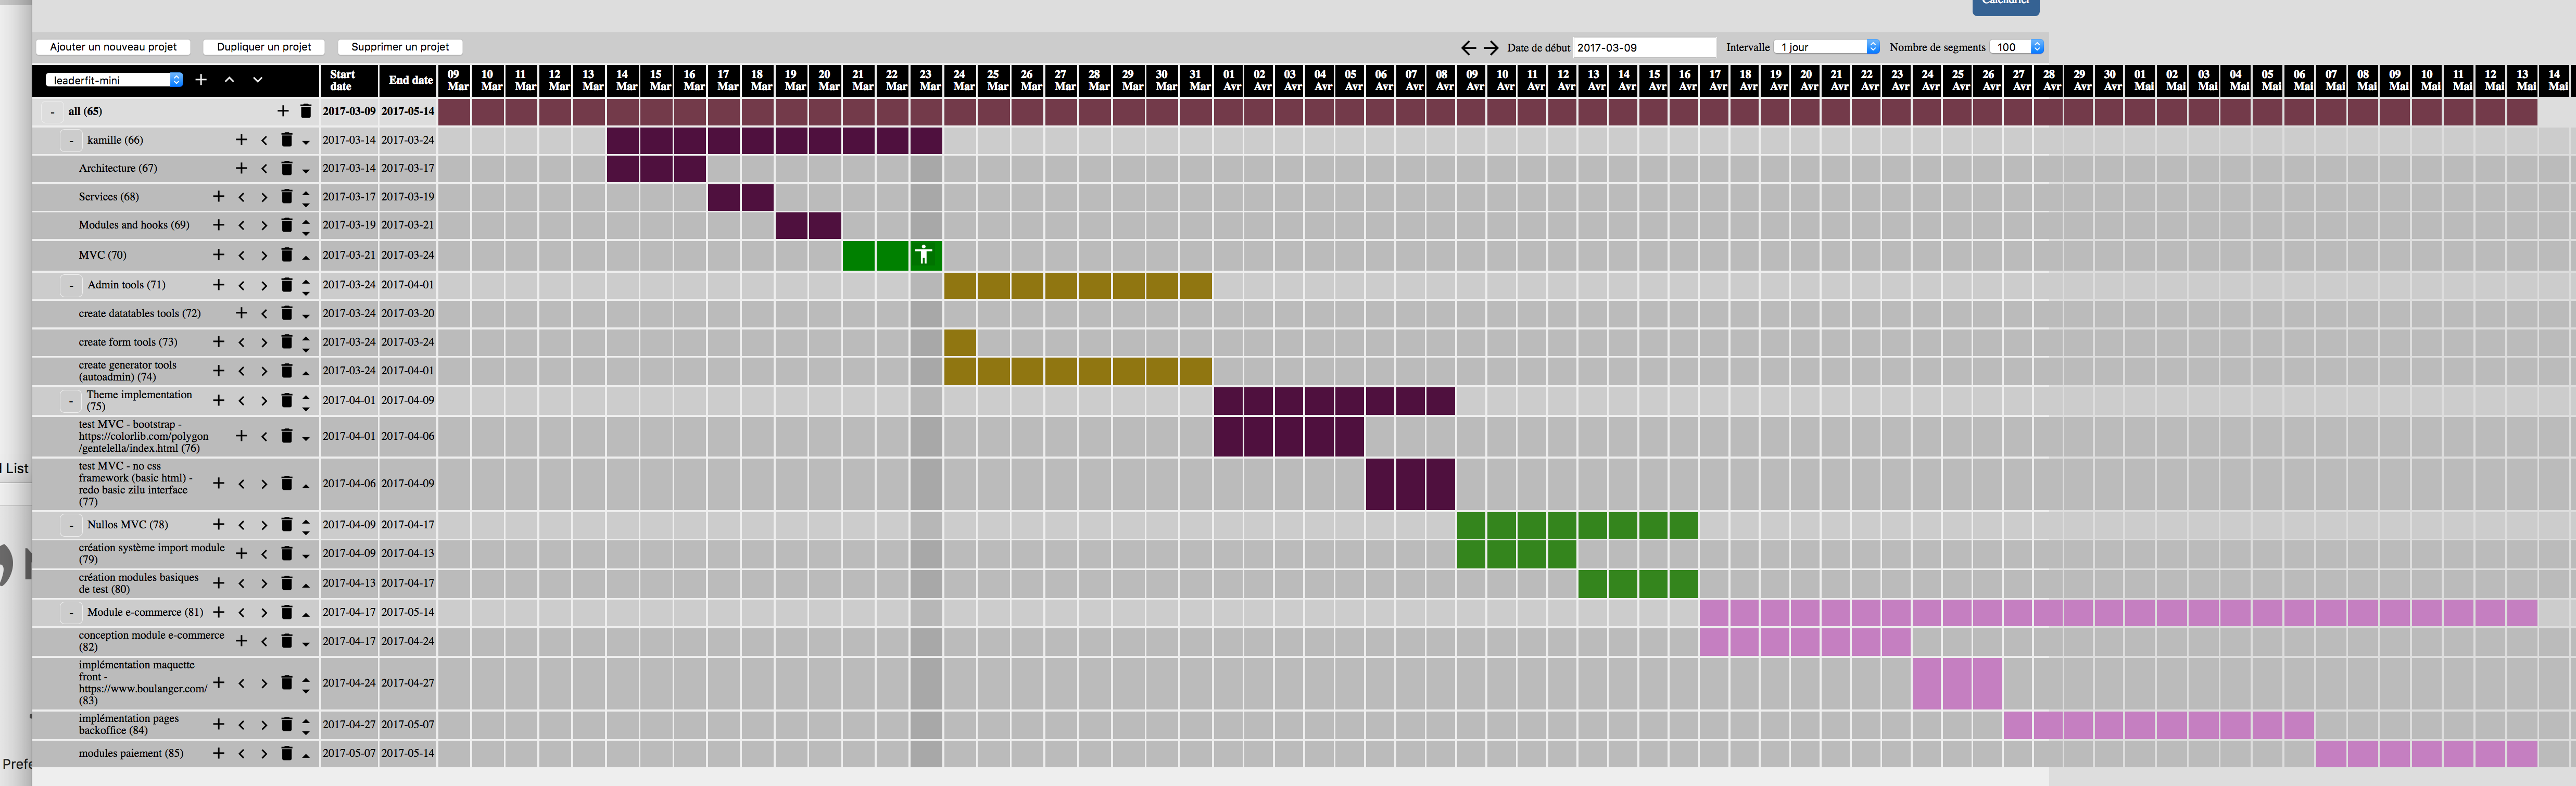 Calendrier
Ajouter un nouveau projet Dupliquer un projet Supprimer un projet Date de début 2017-03-09 Intervalle 1 jour Nombre de segments 100
leaderfit-mini Start date End date 09 Mar 10 Mar 11 Mar 12 Mar 13 Mar 14 Mar 15 Mar 16 Mar 17 Mar 18 Mar 19 Mar 20 Mar 21 Mar 22 Mar 23 Mar 24 Mar 25 Mar 26 Mar 27 Mar 28 Mar 29 Mar 30 Mar 31 Mar 01 Avr 02 Avr 03 Avr 04 Avr 05 Avr 06 Avr 07 Avr 08 Avr 09 Avr 10 Avr 11 Avr 12 Avr 13 Avr 14 Avr 15 Avr 16 Avr 17 Avr 18 Avr 19 Avr 20 Avr 21 Avr 22 Avr 23 Avr 24 Avr 25 Avr 26 Avr 27 Avr 28 Avr 29 Avr 30 Avr 01 Mai 02 Mai 03 Mai 04 Mai 05 Mai 06 Mai 07 Mai 08 Mai 09 Mai 10 Mai 11 Mai 12 Mai 13 Mai 14 Mai
- all (65) 2017-03-09 2017-05-14
- kamille (66) 2017-03-14 2017-03-24
Architecture (67) 2017-03-14 2017-03-17
Services (68) 2017-03-17 2017-03-19
Modules and hooks (69) 2017-03-19 2017-03-21
MVC (70) 2017-03-21 2017-03-24
- Admin tools (71) 2017-03-24 2017-04-01
create datatables tools (72) 2017-03-24 2017-03-20
create form tools (73) 2017-03-24 2017-03-24
create generator tools
(autoadmin) (74) 2017-03-24 2017-04-01
- Theme implementation
(75) 2017-04-01 2017-04-09
test MVC - bootstrap -
https://colorlib.com/polygon
/gentelella/index.html (76) 2017-04-01 2017-04-06
test MVC - no css
framework (basic html) -
redo basic zilu interface
(77) 2017-04-06 2017-04-09
- Nullos MVC (78) 2017-04-09 2017-04-17
création système import module
(79) 2017-04-09 2017-04-13
création modules basiques
de test (80) 2017-04-13 2017-04-17
- Module e-commerce (81) 2017-04-17 2017-05-14
conception module e-commerce
(82) 2017-04-17 2017-04-24
implémentation maquette
front -
https://www.boulanger.com/
(83) 2017-04-24 2017-04-27
implémentation pages
backoffice (84) 2017-04-27 2017-05-07
modules paiement (85) 2017-05-07 2017-05-14
List
Prefe